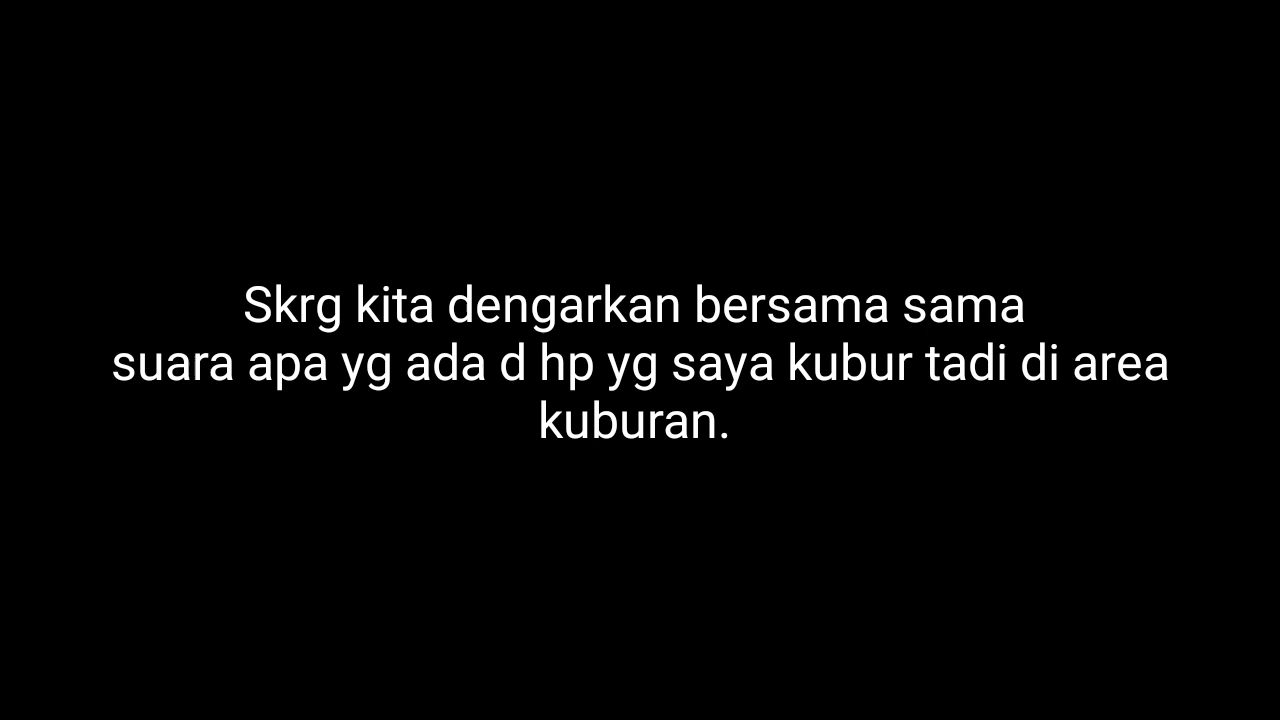 Skrg kita dengarkan bersama sama
suara apa yg ada d hp yg saya kubur tadi di area
kuburan.